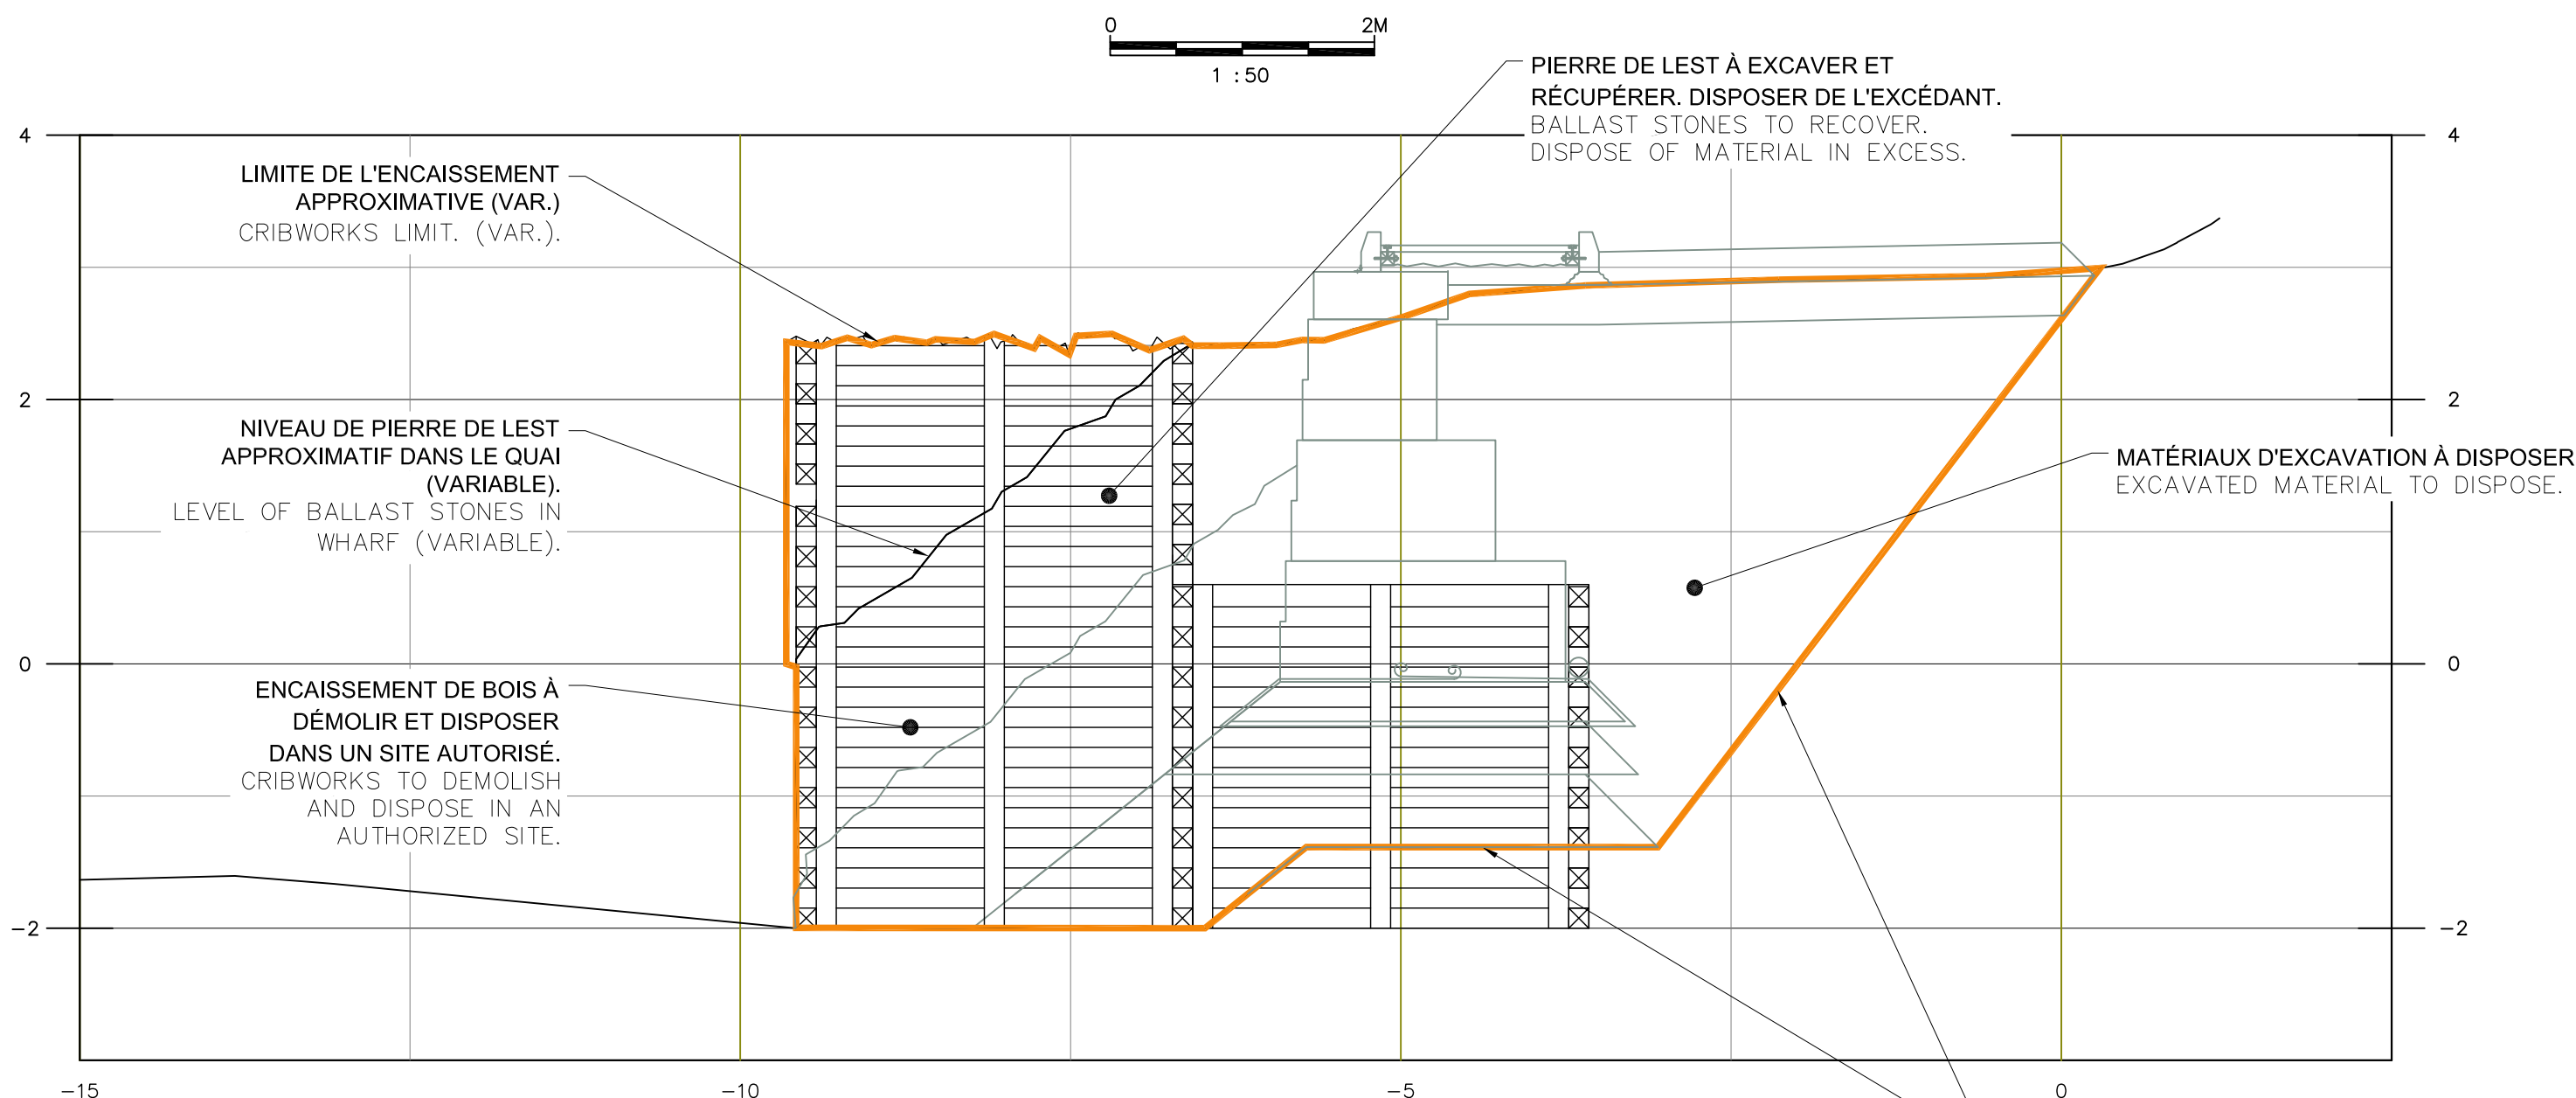 0 2M
1 : 50
PIERRE DE LEST À EXCAVER ET
RÉCUPÉRER. DISPOSER DE L'EXCÉDANT.
BALLAST STONES TO RECOVER.
DISPOSE OF MATERIAL IN EXCESS.
4 4
LIMITE DE L'ENCAISSEMENT
APPROXIMATIVE (VAR.)
CRIBWORKS LIMIT. (VAR.).
2 2
NIVEAU DE PIERRE DE LEST
APPROXIMATIF DANS LE QUAI
(VARIABLE).
LEVEL OF BALLAST STONES IN
WHARF (VARIABLE).
MATÉRIAUX D'EXCAVATION À DISPOSER
EXCAVATED MATERIAL TO DISPOSE.
0 0
ENCAISSEMENT DE BOIS À
DÉMOLIR ET DISPOSER
DANS UN SITE AUTORISÉ.
CRIBWORKS TO DEMOLISH
AND DISPOSE IN AN
AUTHORIZED SITE.
-2 -2
-15 -10 -5 0